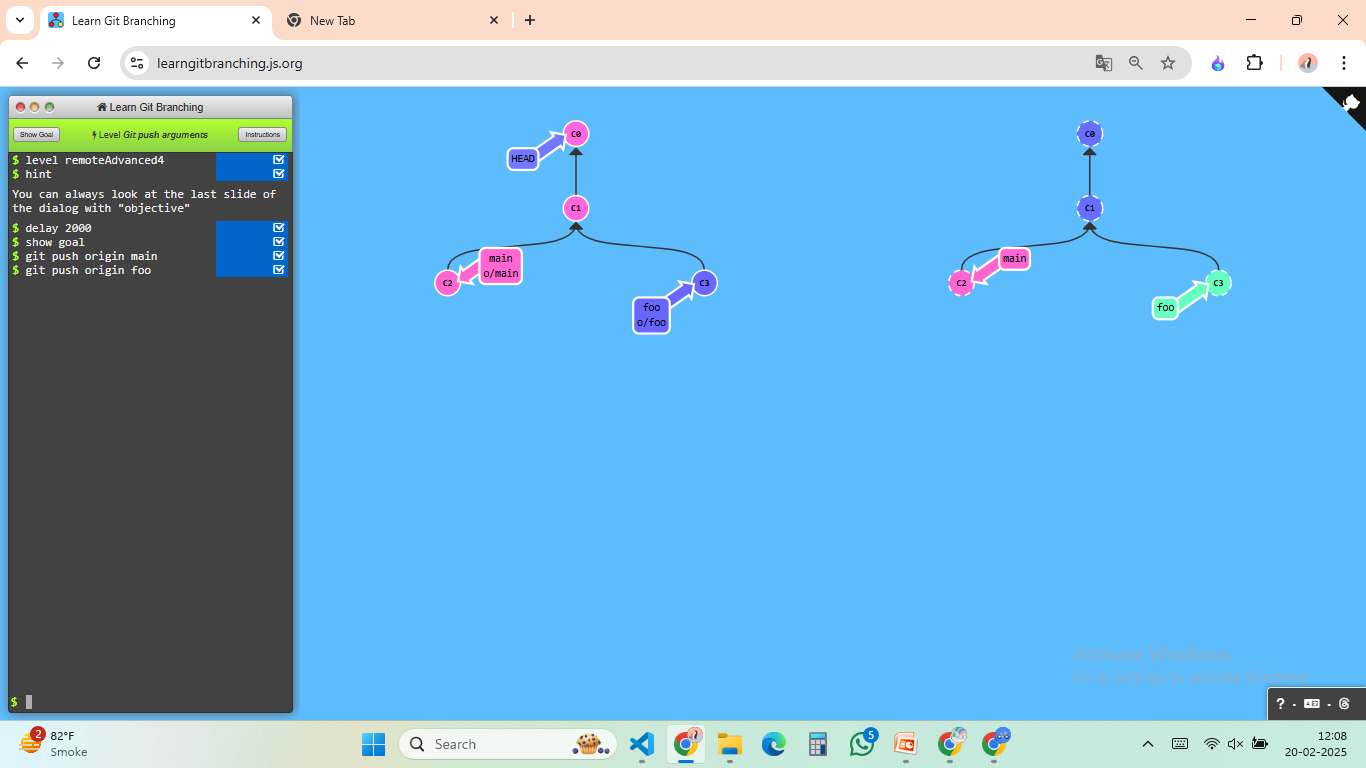 Learn Git Branching
New Tab
learngitbranching.js.org
Learn Git Branching
Show Goal
Level Git push arguments
Instructions
$ level remoteAdvanced4
$ hint
You can always look at the last slide of
the dialog with "objective"
$ delay 2000
$ show goal
$ git push origin main
$ git push origin foo
$
C0
HEAD
C1
main
o/main
C2
C3
foo
o/foo
C0
C1
main
C2
C3
foo
Activate Windows
Go to Settings to activate Windows.
? - -
2
82°F
Smoke
Search
5
12:08
20-02-2025